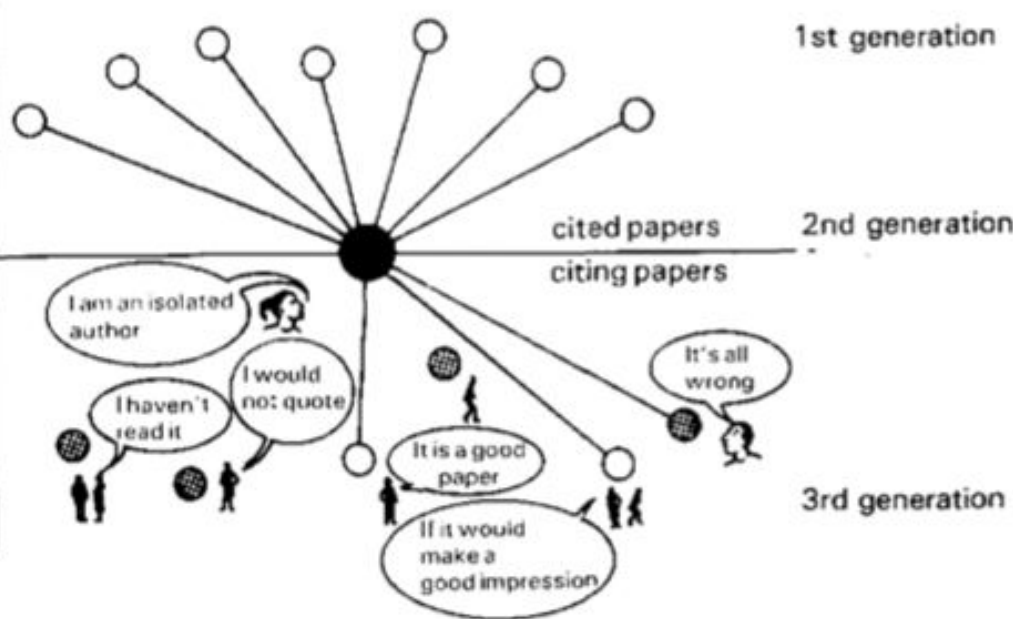 1st generation
cited papers
2nd generation
citing papers
I am an isolated
author
I would
not quote
It's all
wrong
I haven't
read it
It is a good
paper
3rd generation
If it would
make a
good impression